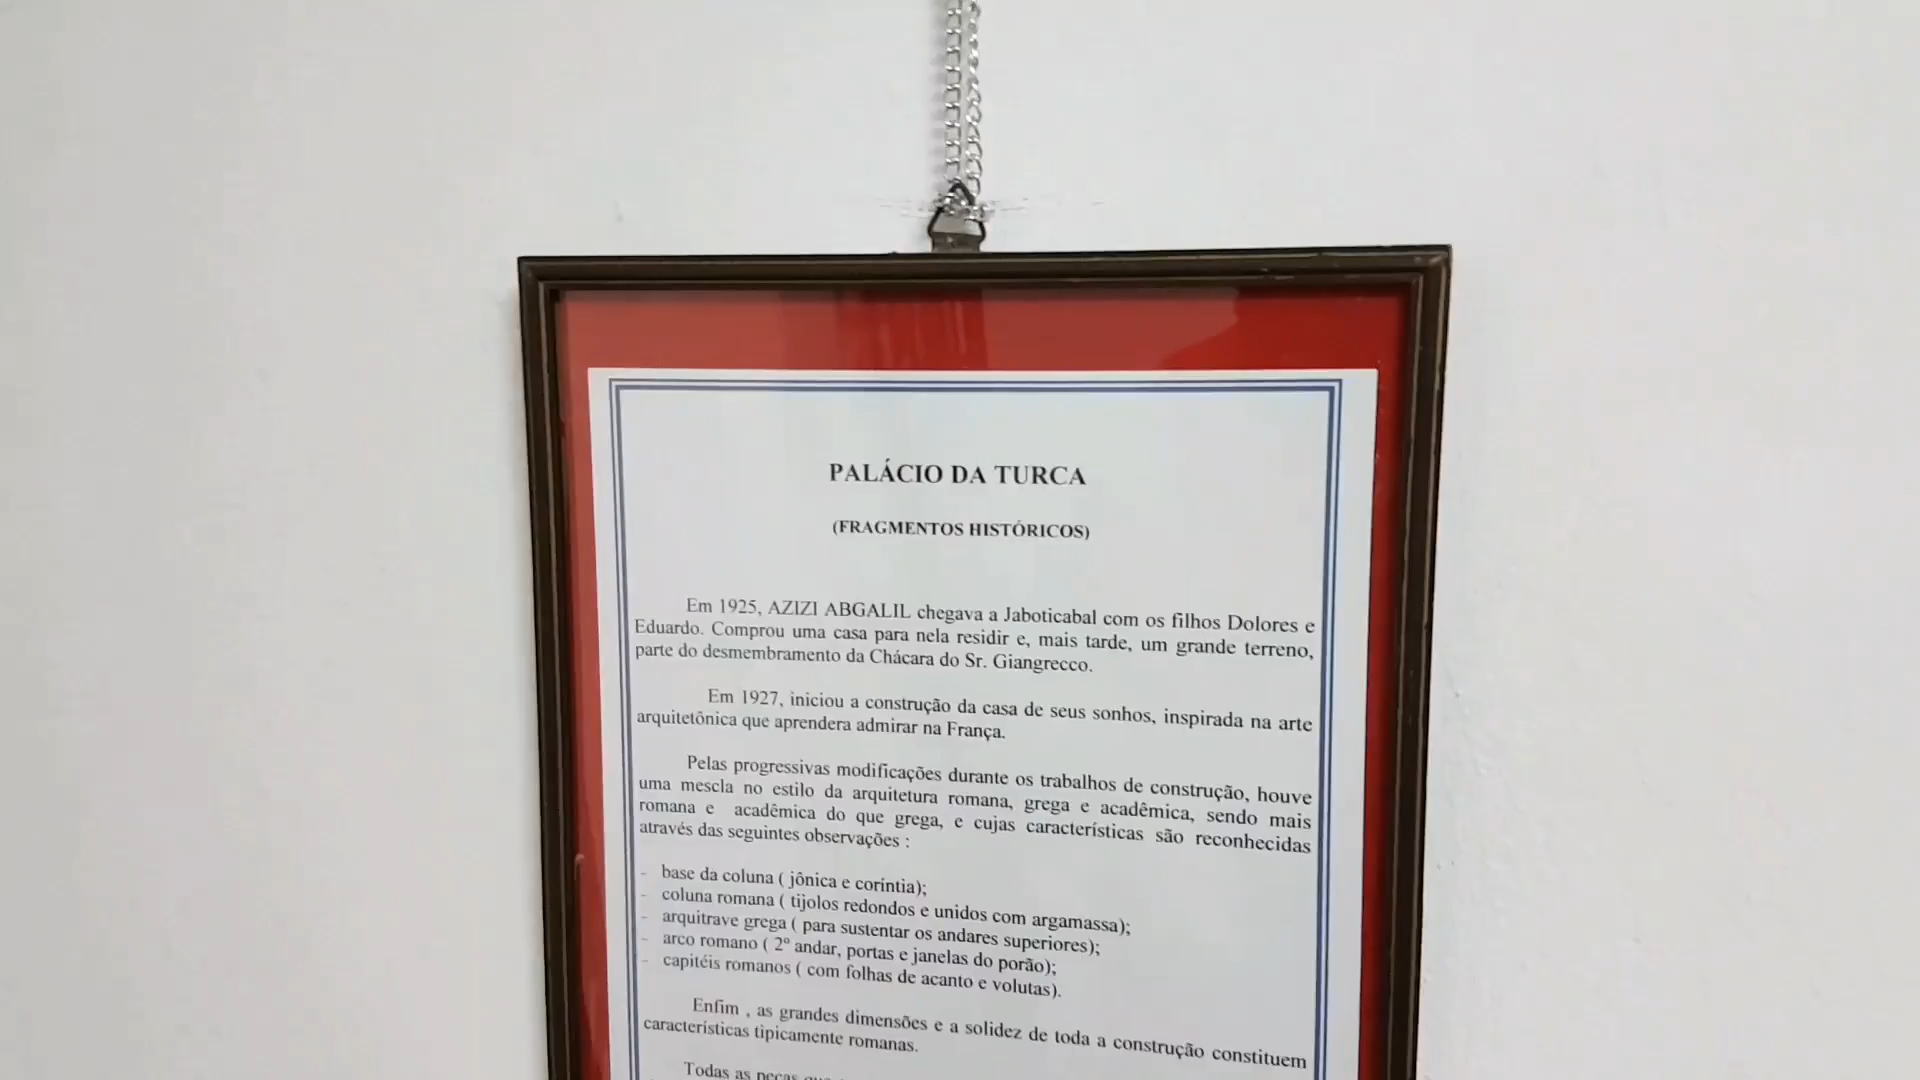 PALÁCIO DA TURCA
(FRAGMENTOS HISTÓRICOS)
Em 1925, AZIZI ABGALIL chegava a Jaboticabal com os filhos Dolores e
Eduardo. Comprou uma casa para nela residir e, mais tarde, um grande terreno,
parte do desmembramento da Chácara do Sr. Giangrecco.
Em 1927, iniciou a construção da casa de seus sonhos, inspirada na arte
arquitetônica que aprendera admirar na França.
Pelas progressivas modificações durante os trabalhos de construção, houve
uma mescla no estilo da arquitetura romana, grega e acadêmica, sendo mais
romana e acadêmica do que grega, e cujas características são reconhecidas
através das seguintes observações :
- base da coluna ( jônica e coríntia);
- coluna romana ( tijolos redondos e unidos com argamassa);
- arquitrave grega ( para sustentar os andares superiores);
- arco romano ( 2º andar, portas e janelas do porão);
- capitéis romanos ( com folhas de acanto e volutas).
Enfim , as grandes dimensões e a solidez de toda a construção constituem
características tipicamente romanas.
Todas as peças